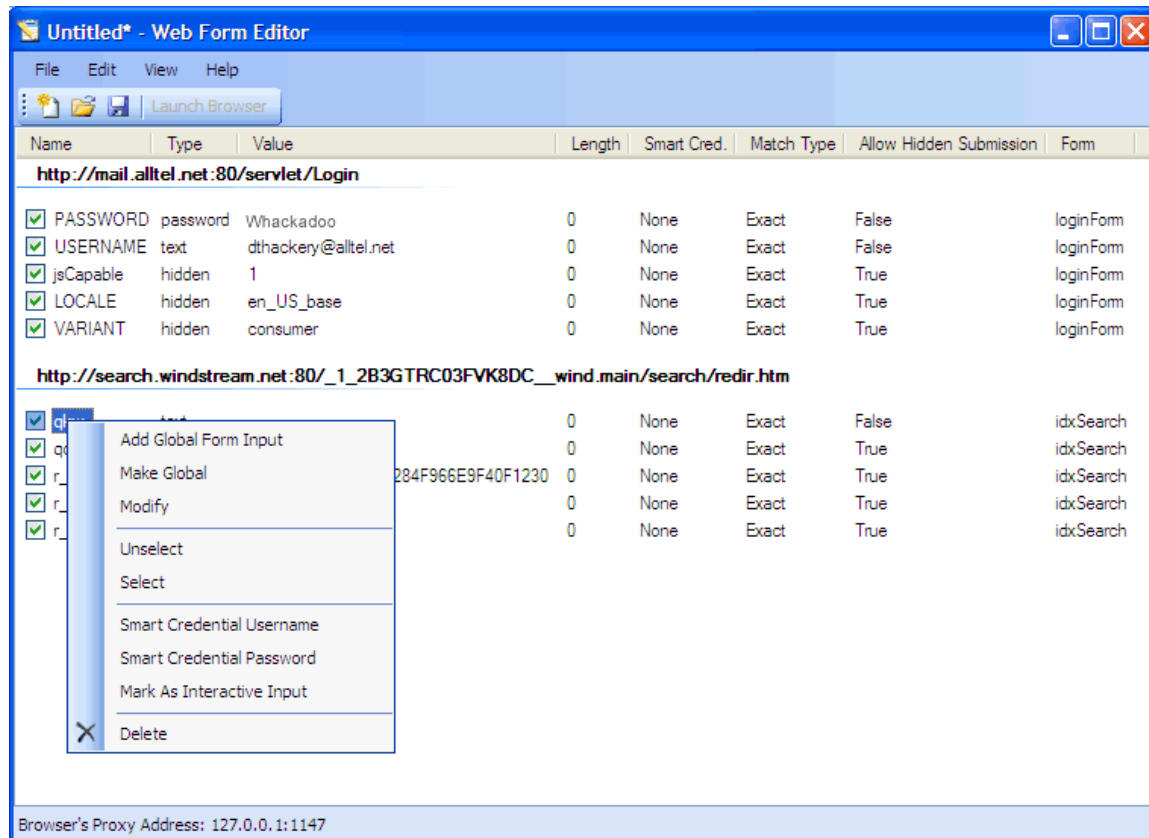 Untitled* - Web Form Editor
File Edit View Help
Launch Browser
Name Type Value Length Smart Cred. Match Type Allow Hidden Submission Form
http://mail.alltel.net:80/servlet/Login
PASSWORD password Whackadoo 0 None Exact False loginForm
USERNAME text dthackery@alltel.net 0 None Exact False loginForm
jsCapable hidden 1 0 None Exact True loginForm
LOCALE hidden en_US_base 0 None Exact True loginForm
VARIANT hidden consumer 0 None Exact True loginForm
http://search.windstream.net:80/_1_2B3GTRC03FVK8DC__wind.main/search/redir.htm
0 None Exact False idxSearch
0 None Exact True idxSearch
r_ 284F966E9F40F1230 0 None Exact True idxSearch
r_ 0 None Exact True idxSearch
r_ 0 None Exact True idxSearch
Add Global Form Input
Make Global
Modify
Unselect
Select
Smart Credential Username
Smart Credential Password
Mark As Interactive Input
Delete
Browser's Proxy Address: 127.0.0.1:1147